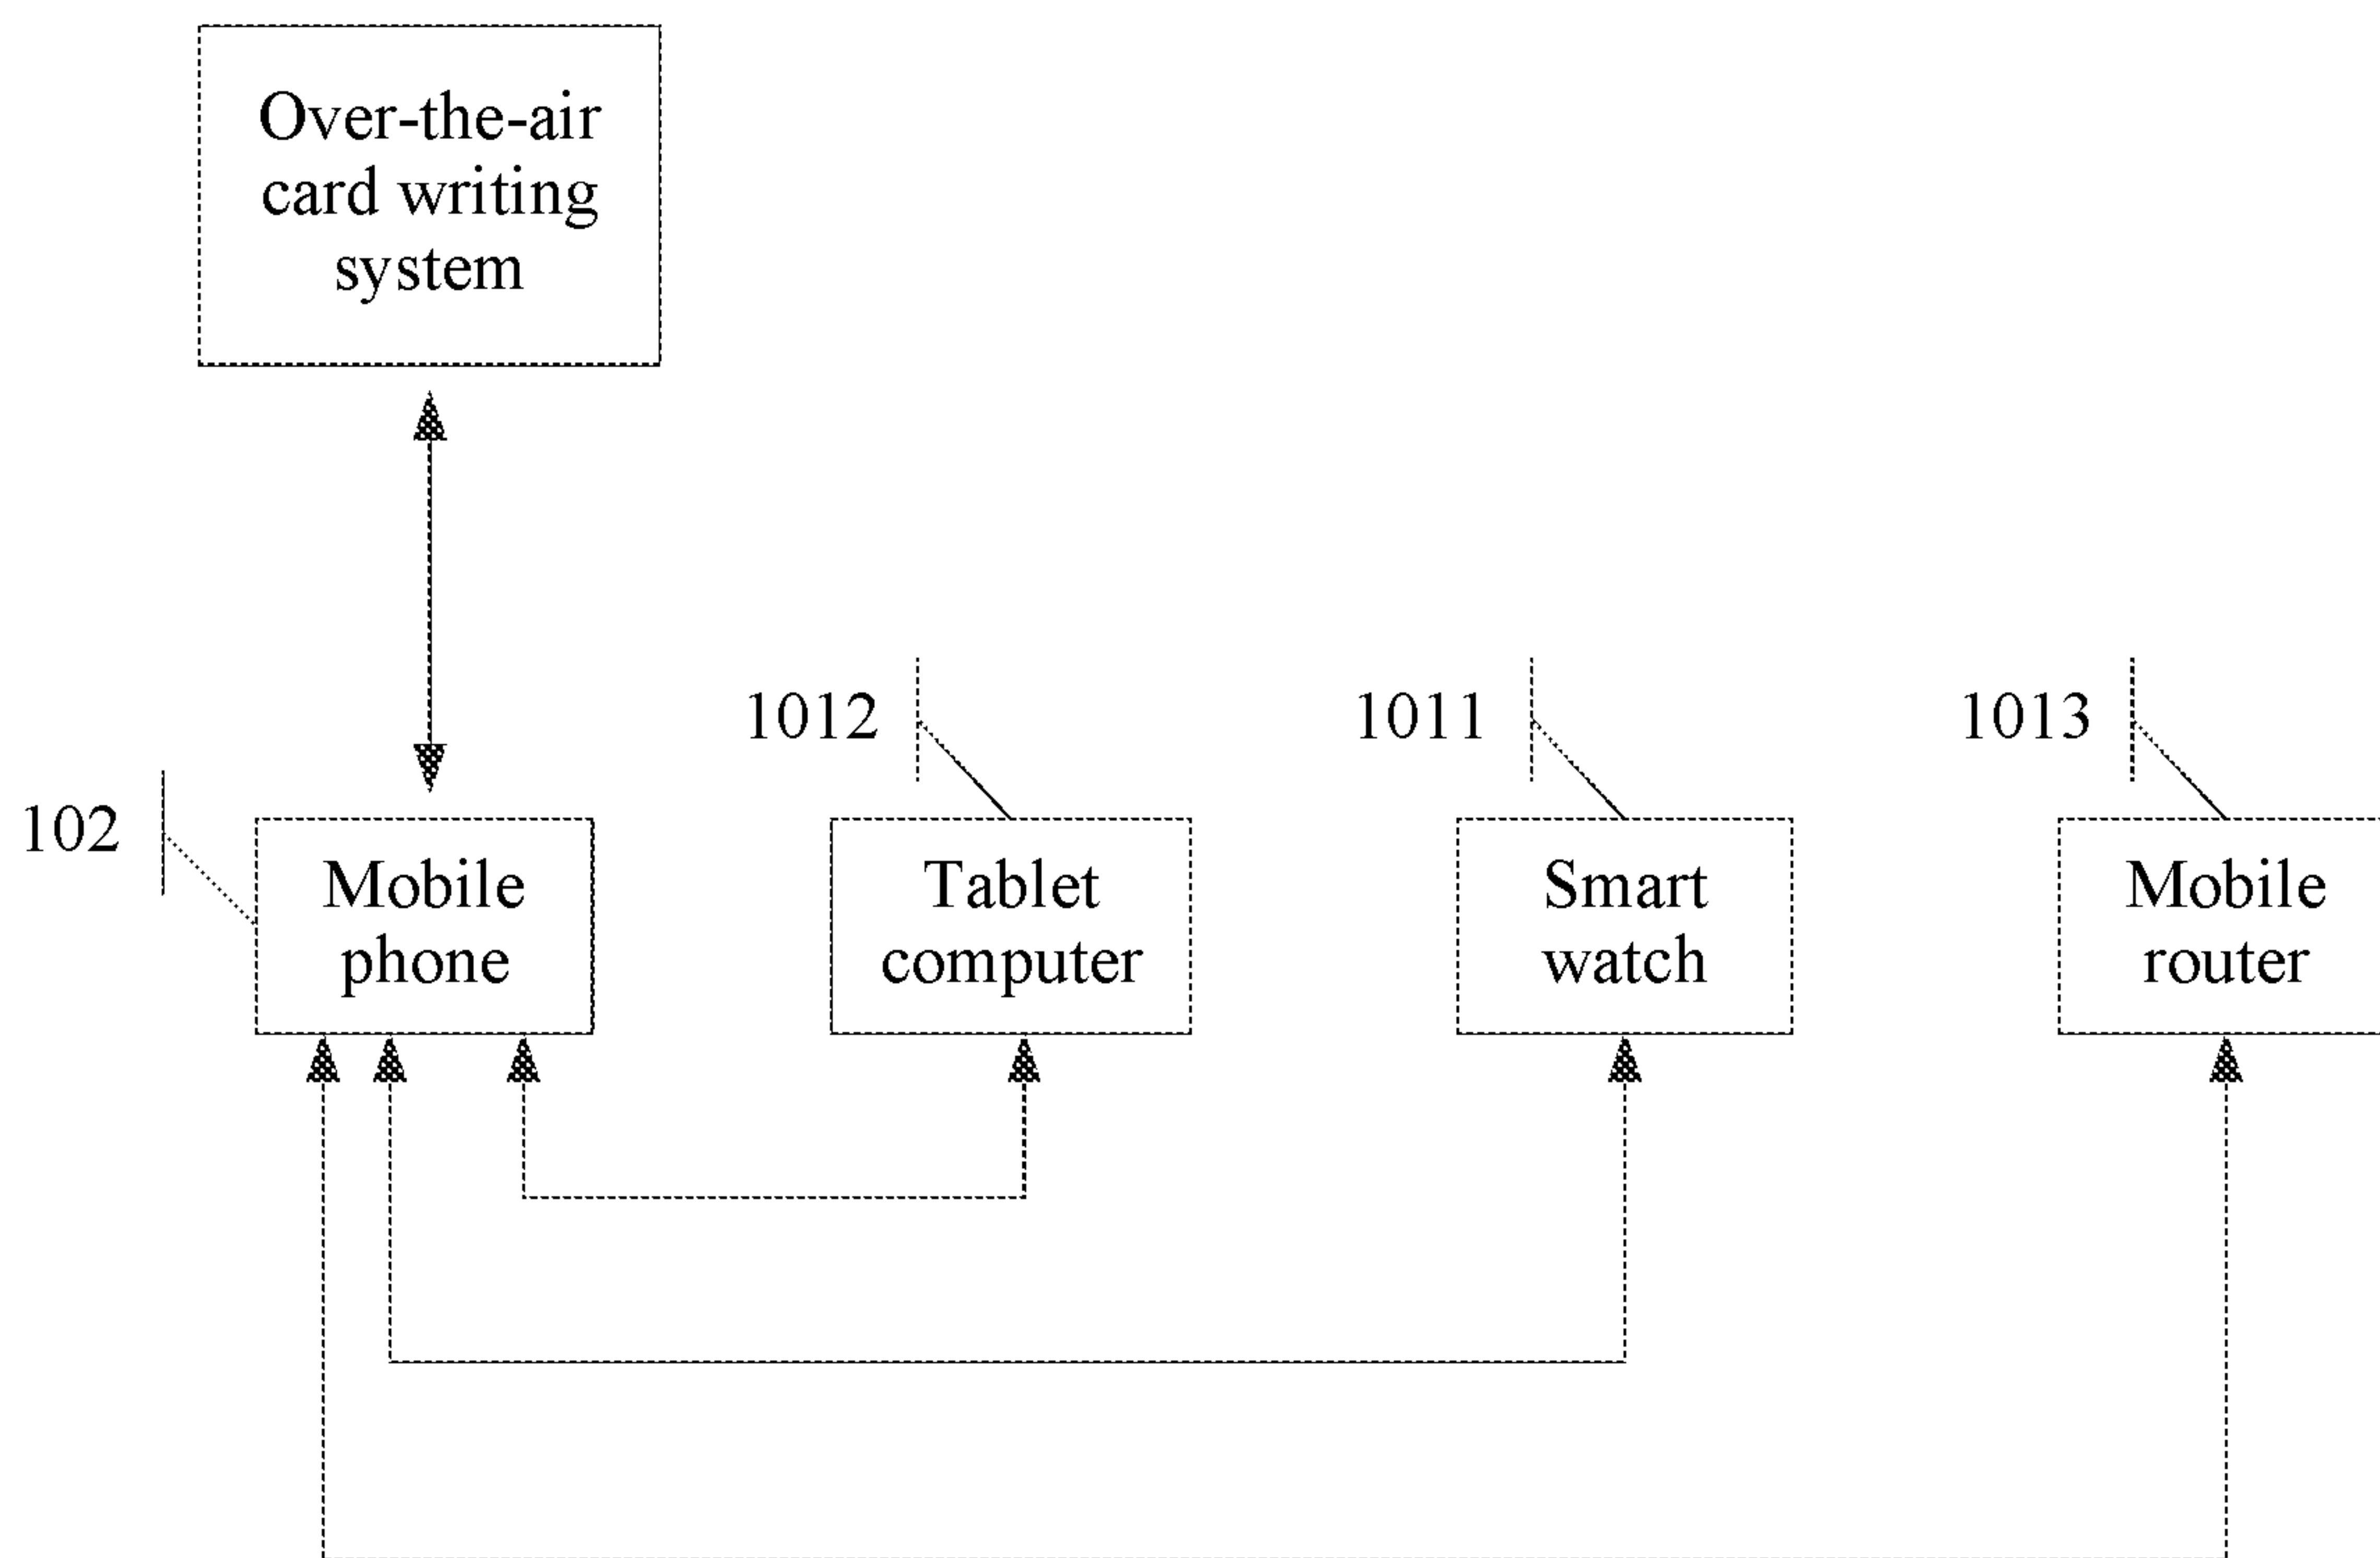 Over-the-air
card writing
system
1012
1011
1013
102
Mobile
phone
Tablet
computer
Smart
watch
Mobile
router